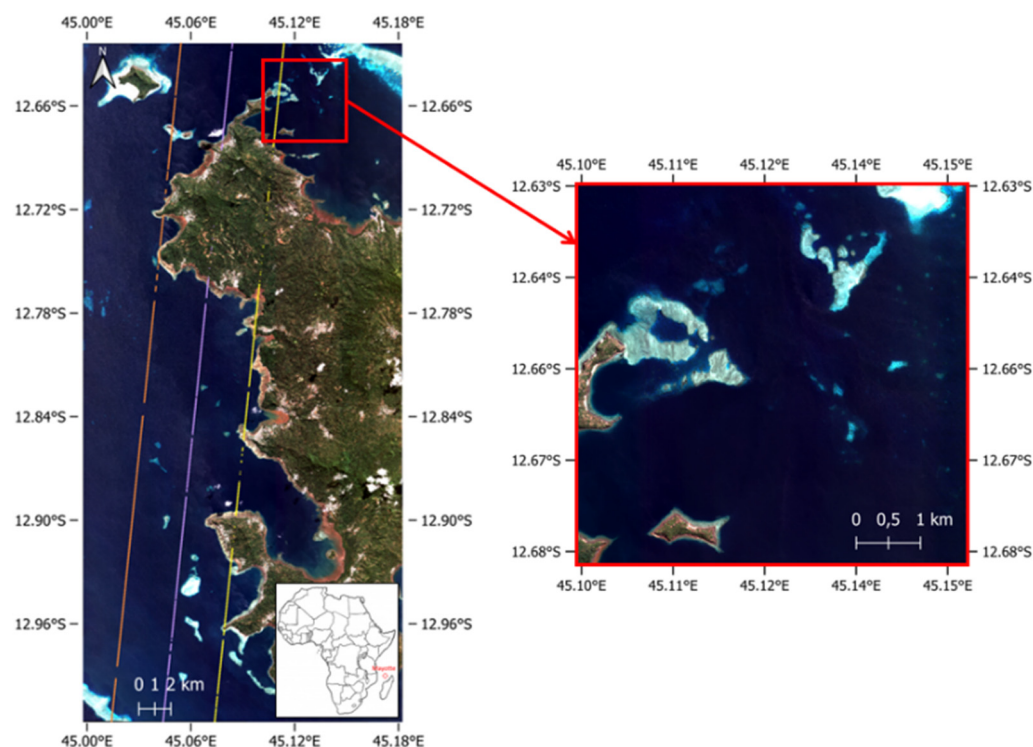 45.00°E 45.06°E 45.12°E 45.18°E
N
12.66°S 12.66°S
12.72°S 12.72°S
12.78°S 12.78°S
12.84°S 12.84°S
12.90°S 12.90°S
12.96°S 12.96°S
Mayotte
0 1 2 km
45.00°E 45.06°E 45.12°E 45.18°E
45.10°E 45.11°E 45.12°E 45.14°E 45.15°E
12.63°S 12.63°S
12.64°S 12.64°S
12.66°S 12.66°S
12.67°S 12.67°S
0 0,5 1 km
12.68°S 12.68°S
45.10°E 45.11°E 45.12°E 45.14°E 45.15°E